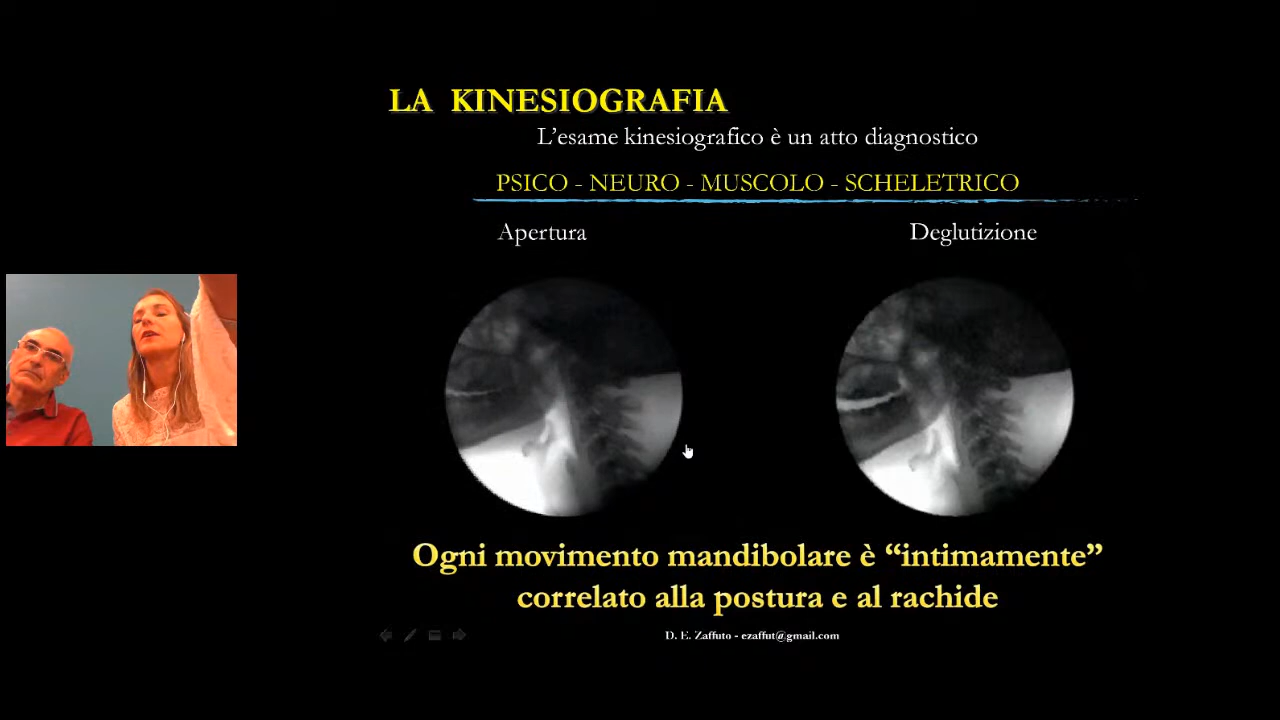 LA KINESIOGRAFIA
L’esame kinesiografico è un atto diagnostico
PSICO - NEURO - MUSCOLO - SCHELETRICO
Apertura
Deglutizione
Ogni movimento mandibolare è “intimamente”
correlato alla postura e al rachide
D. E. Zaffuto - ezaffut@gmail.com